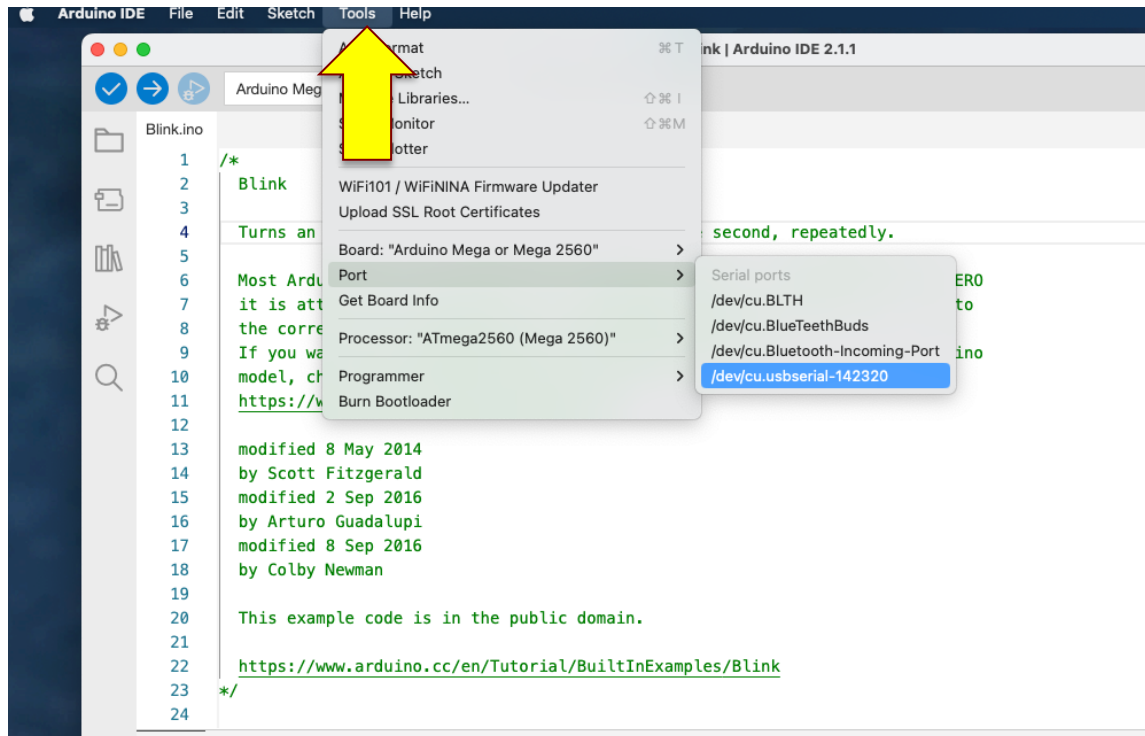 Arduino IDE File Edit Sketch Tools Help
ink | Arduino IDE 2.1.1
Arduino Meg
Blink.ino
rmat ⌘ T
Sketch
Libraries... ⇧ ⌘ I
onitor ⇧ ⌘ M
otter
WiFi101 / WiFiNINA Firmware Updater
Upload SSL Root Certificates
Board: "Arduino Mega or Mega 2560" >
Port >
Get Board Info
Processor: "ATmega2560 (Mega 2560)" >
Programmer >
Burn Bootloader
Serial ports
/dev/cu.BLTH
/dev/cu.BlueTeethBuds
/dev/cu.Bluetooth-Incoming-Port
/dev/cu.usbserial-142320
1 /*
2 Blink
3
4 Turns an second, repeatedly.
5
6 Most Ardu ERO
7 it is att to
8 the corre
9 If you wa ino
10 model, ch
11 https://w
12
13 modified 8 May 2014
14 by Scott Fitzgerald
15 modified 2 Sep 2016
16 by Arturo Guadalupi
17 modified 8 Sep 2016
18 by Colby Newman
19
20 This example code is in the public domain.
21
22 https://www.arduino.cc/en/Tutorial/BuiltInExamples/Blink
23 */
24